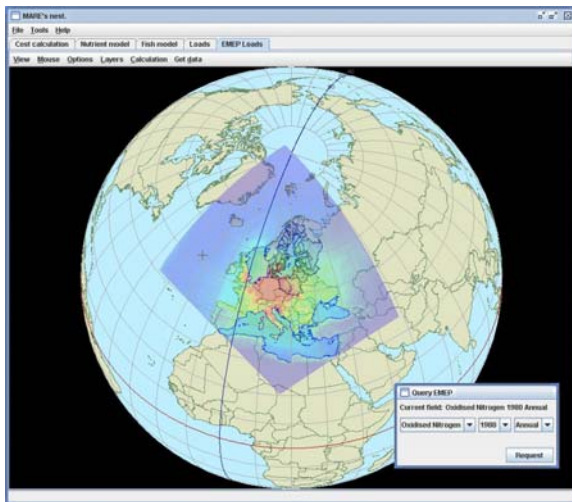 MARE's nest.
File Tools Help
Cost calculation Nutrient model Fish model Loads EMEP Loads
View Mouse Options Layers Calculation Get data
Query EMEP
Current field: Oxidised Nitrogen 1980 Annual
Oxidised Nitrogen 1980 Annual
Request